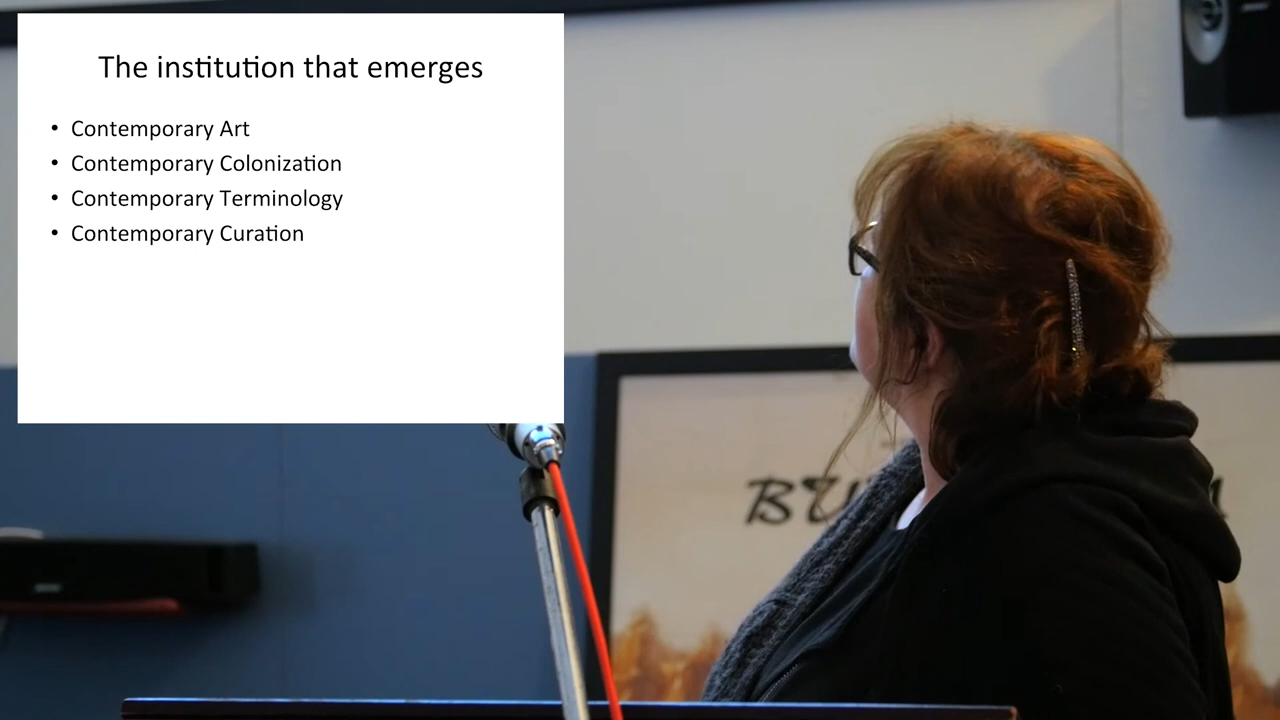 The institution that emerges
• Contemporary Art
• Contemporary Colonization
• Contemporary Terminology
• Contemporary Curation